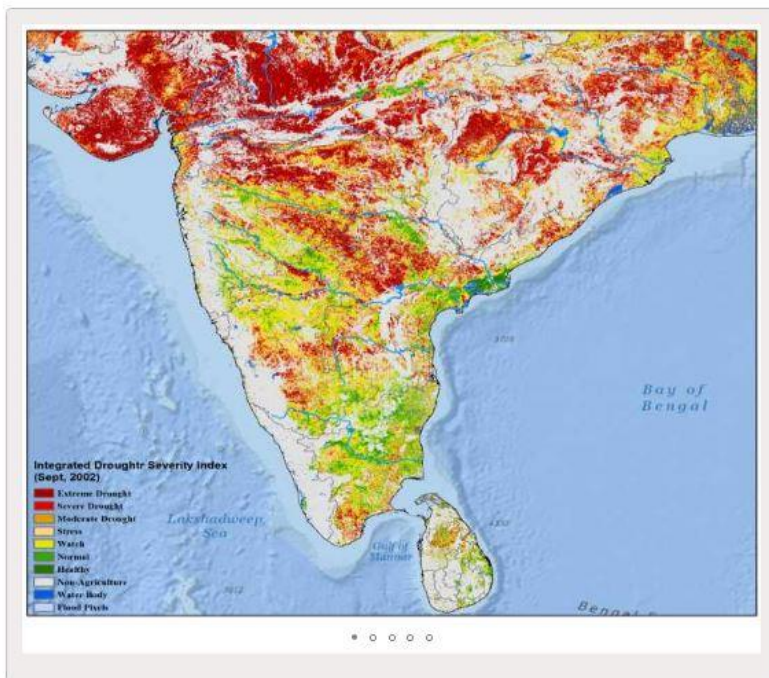 Bay of
Bengal
Integrated Droughtr Severity Index
(Sept, 2002)
Extreme Drought
Severe Drought
Moderate Drought
Stress
Watch
Normal
Healthy
Non-Agriculture
Water Body
Flood Pixels
Lakshadweep
Sea
Gulf of
Mannar